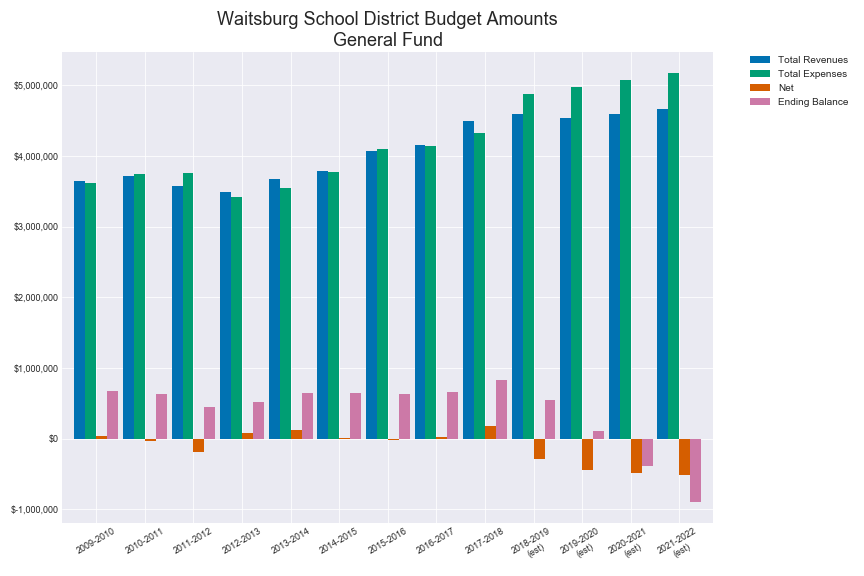 Waitsburg School District Budget Amounts
General Fund
Total Revenues
Total Expenses
Net
Ending Balance
$5,000,000
$4,000,000
$3,000,000
$2,000,000
$1,000,000
$0
$-1,000,000
2009-2010
2010-2011
2011-2012
2012-2013
2013-2014
2014-2015
2015-2016
2016-2017
2017-2018
2018-2019
(est)
2019-2020
(est)
2020-2021
(est)
2021-2022
(est)